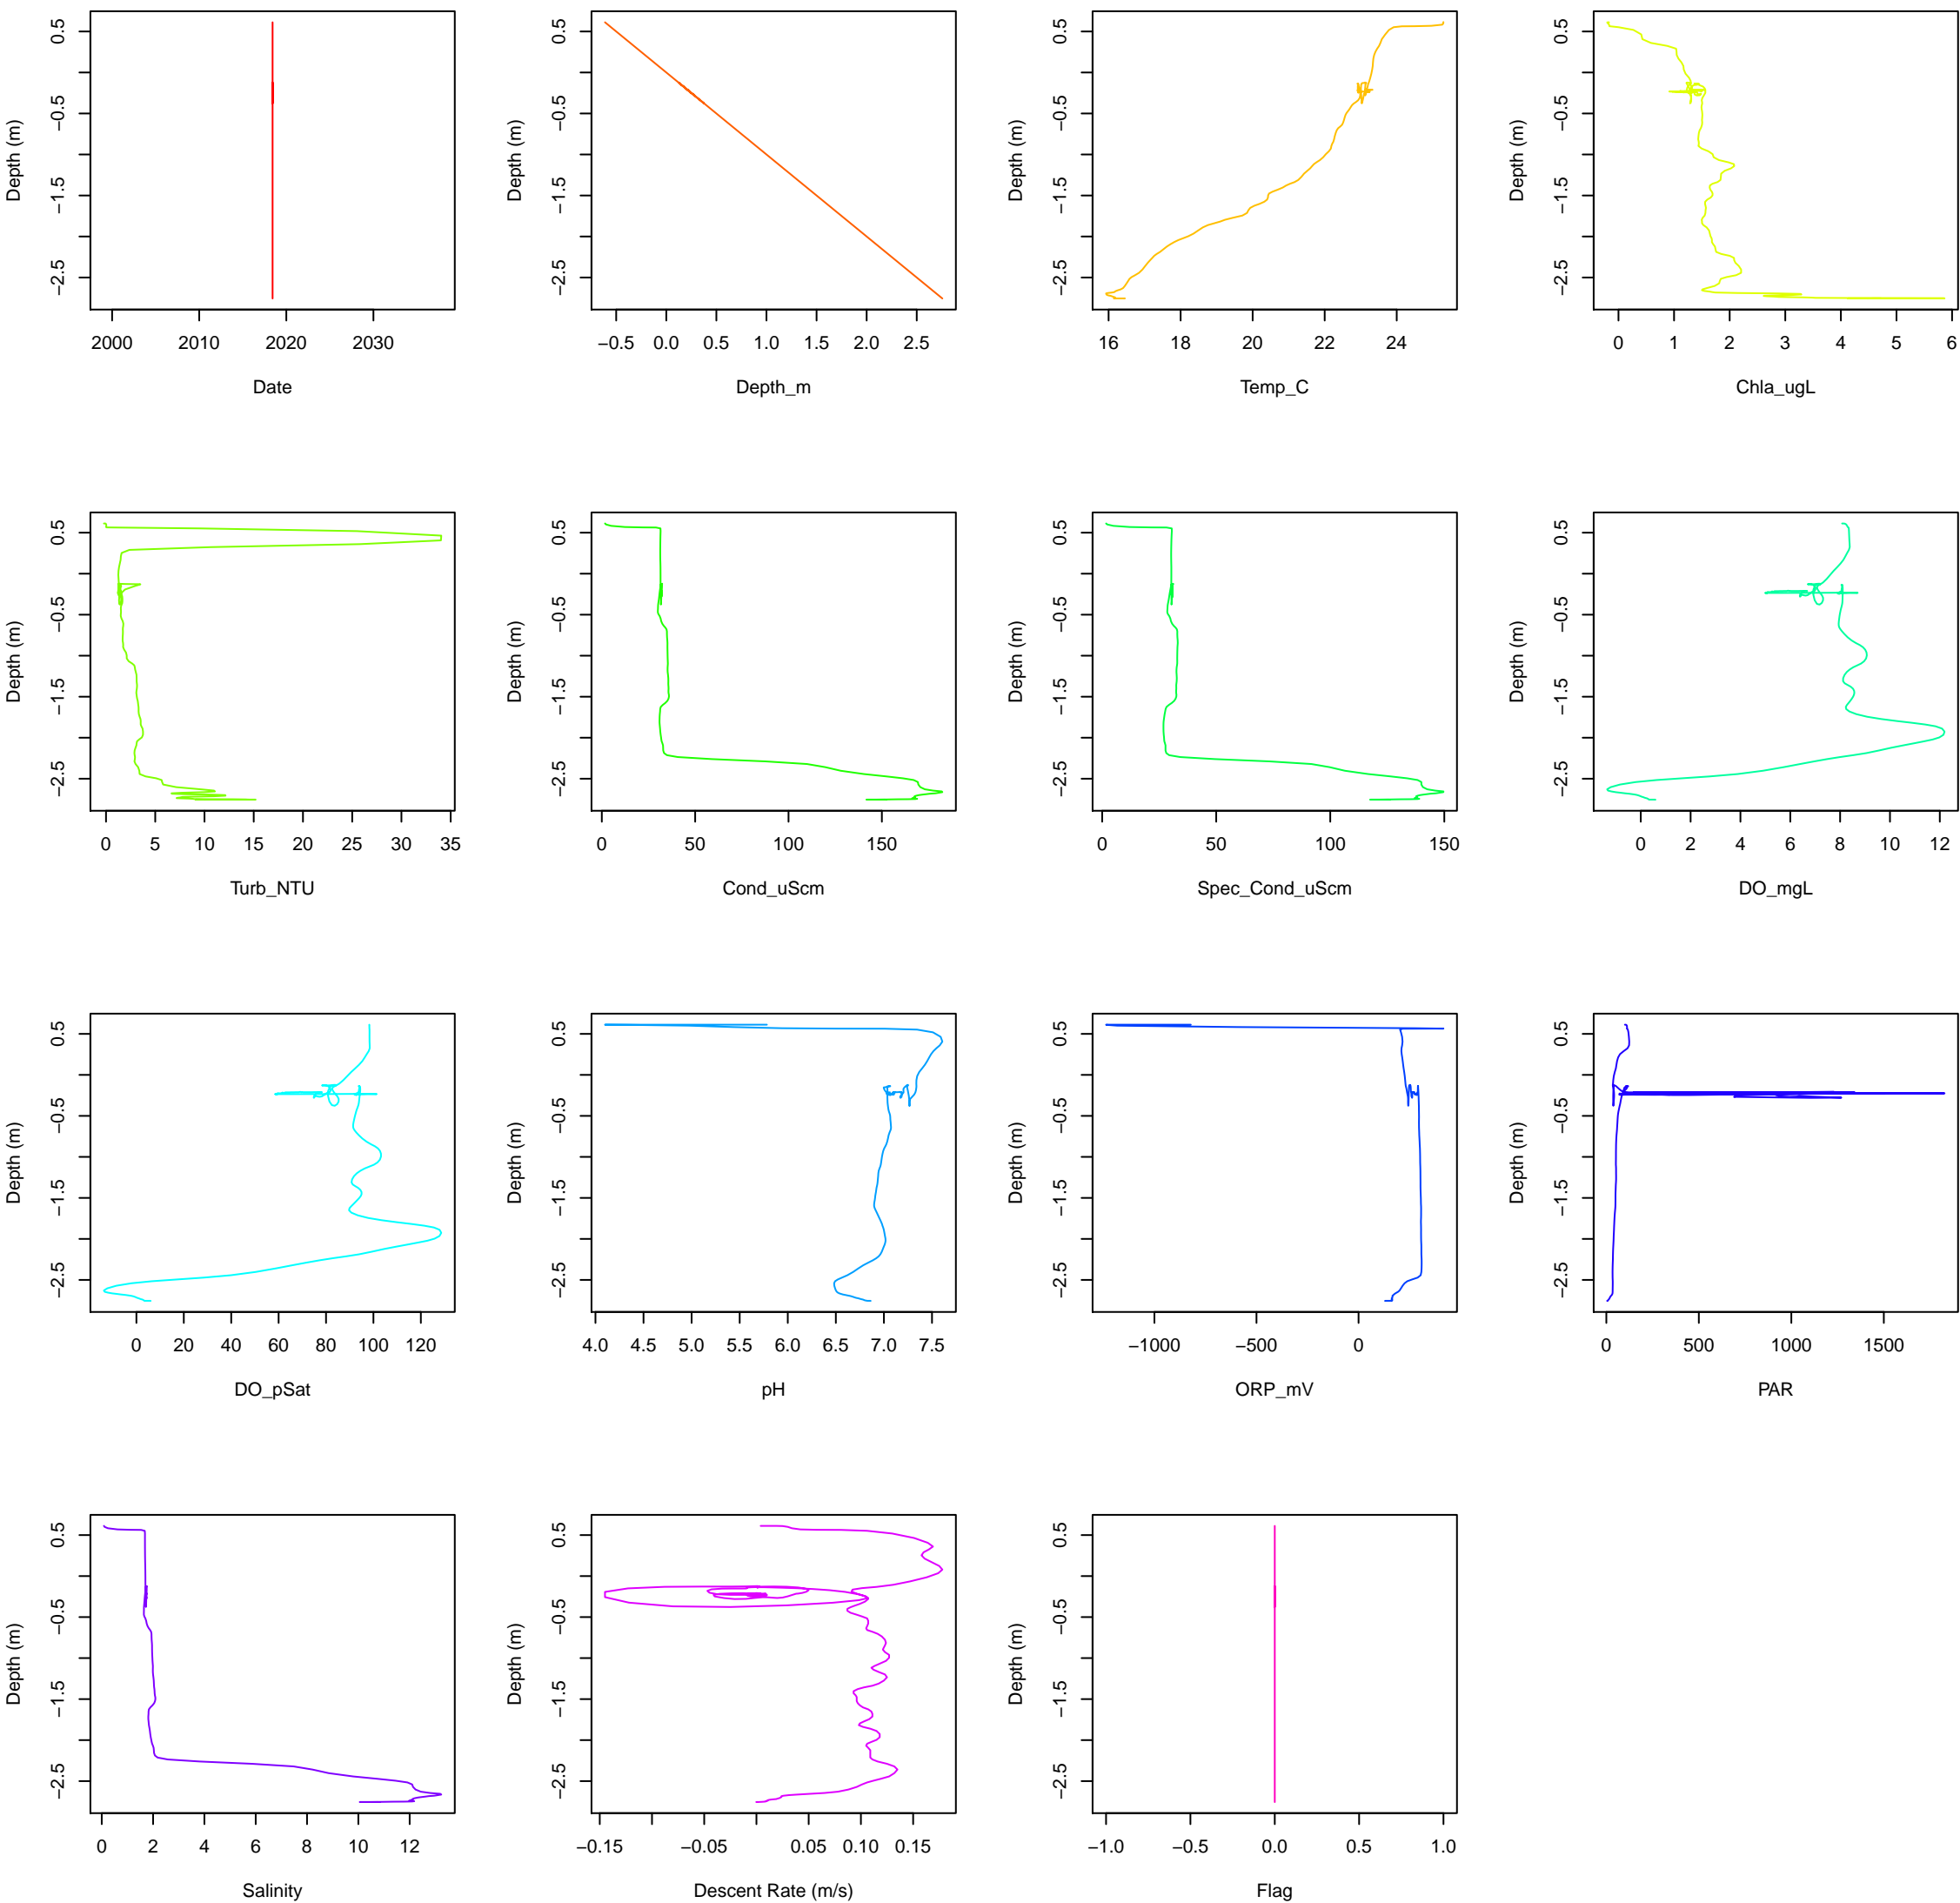 0.5
−0.5
−1.5
−2.5
Depth (m)
2000 2010 2020 2030
Date
0.5
−0.5
−1.5
−2.5
Depth (m)
−0.5 0.0 0.5 1.0 1.5 2.0 2.5
Depth_m
0.5
−0.5
−1.5
−2.5
Depth (m)
16 18 20 22 24
Temp_C
0.5
−0.5
−1.5
−2.5
Depth (m)
0 1 2 3 4 5 6
Chla_ugL
0.5
−0.5
−1.5
−2.5
Depth (m)
0 5 10 15 20 25 30 35
Turb_NTU
0.5
−0.5
−1.5
−2.5
Depth (m)
0 50 100 150
Cond_uScm
0.5
−0.5
−1.5
−2.5
Depth (m)
0 50 100 150
Spec_Cond_uScm
0.5
−0.5
−1.5
−2.5
Depth (m)
0 2 4 6 8 10 12
DO_mgL
0.5
−0.5
−1.5
−2.5
Depth (m)
0 20 40 60 80 100 120
DO_pSat
0.5
−0.5
−1.5
−2.5
Depth (m)
4.0 4.5 5.0 5.5 6.0 6.5 7.0 7.5
pH
0.5
−0.5
−1.5
−2.5
Depth (m)
−1000 −500 0
ORP_mV
0.5
−0.5
−1.5
−2.5
Depth (m)
0 500 1000 1500
PAR
0.5
−0.5
−1.5
−2.5
Depth (m)
0 2 4 6 8 10 12
Salinity
0.5
−0.5
−1.5
−2.5
Depth (m)
−0.15 −0.05 0.05 0.10 0.15
Descent Rate (m/s)
0.5
−0.5
−1.5
−2.5
Depth (m)
−1.0 −0.5 0.0 0.5 1.0
Flag